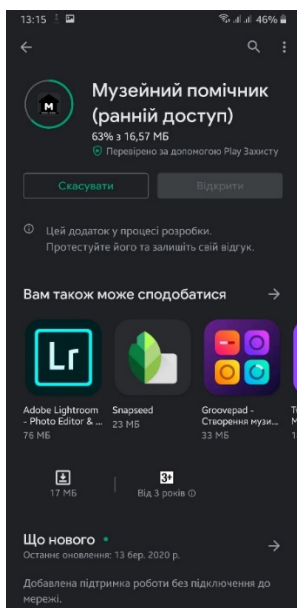 13:15 46%
Музейний помічник
(ранній доступ)
63% з 16,57 МБ
Перевірено за допомогою Play Захисту
Скасувати Відкрити
Цей додаток у процесі розробки.
Протестуйте його та залишіть свій відгук.
Вам також може сподобатися
Lr
Adobe Lightroom
- Photo Editor & ...
76 МБ
Snapseed
23 МБ
Groovepad -
Створення музи...
33 МБ
17 МБ
3+
Від 3 років
Що нового
Останнє оновлення: 13 бер. 2020 р.
Добавлена підтримка роботи без підключення до
мережі.